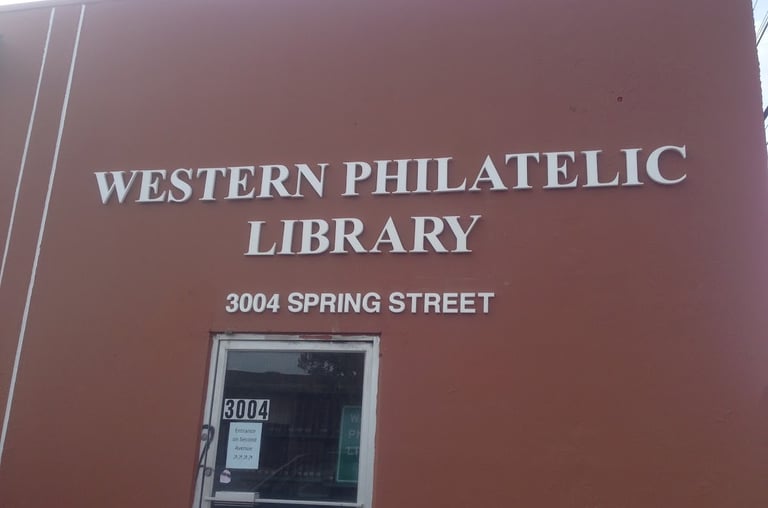 WESTERN PHILATELIC
LIBRARY
3004 SPRING STREET
3004
Entrance
on Second
Avenue